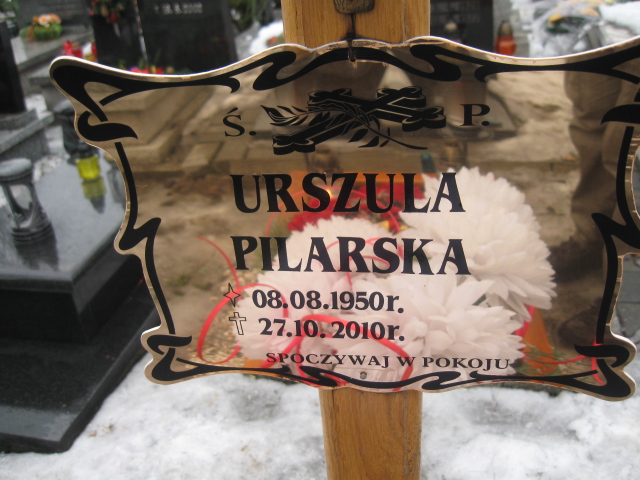 Ś. P.
URSZULA
PILARSKA
08.08.1950r.
27.10.2010r.
SPOCZYWAJ W POKOJU